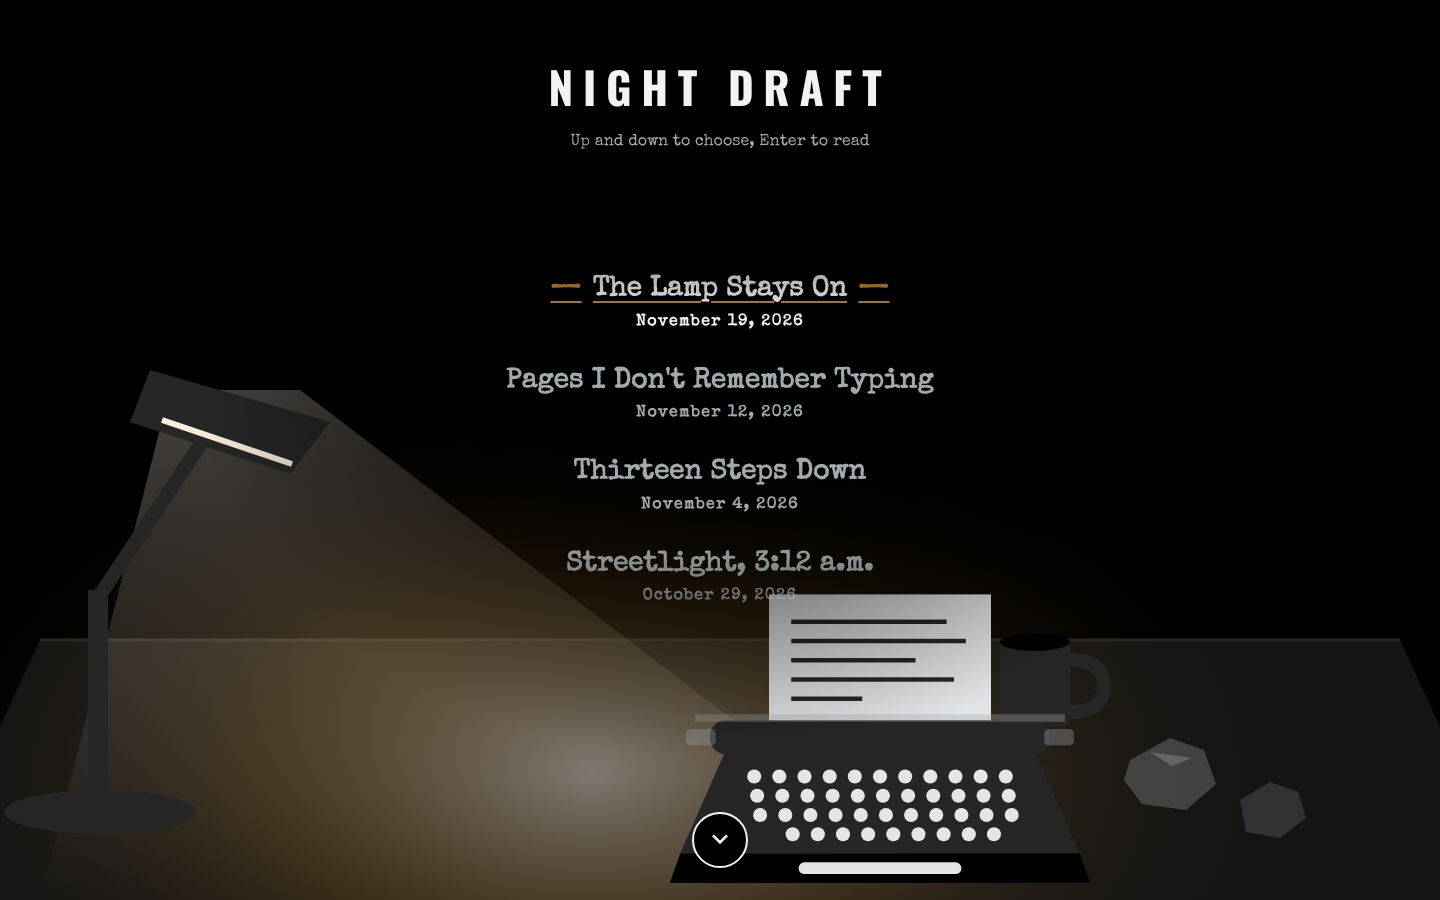 NIGHT DRAFT
Up and down to choose, Enter to read
— The Lamp Stays On —
November 19, 2026
Pages I Don't Remember Typing
November 12, 2026
Thirteen Steps Down
November 4, 2026
Streetlight, 3:12 a.m.
October 29, 2026